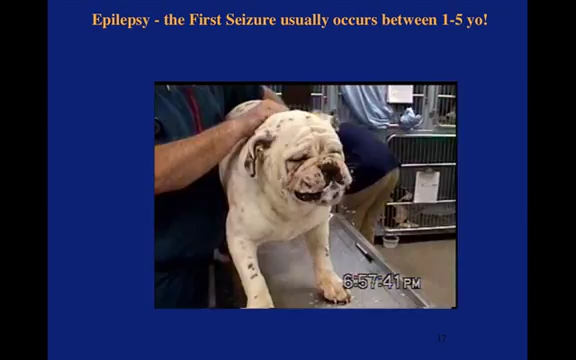 Epilepsy - the First Seizure usually occurs between 1-5 yo!
6:57:41 PM
17